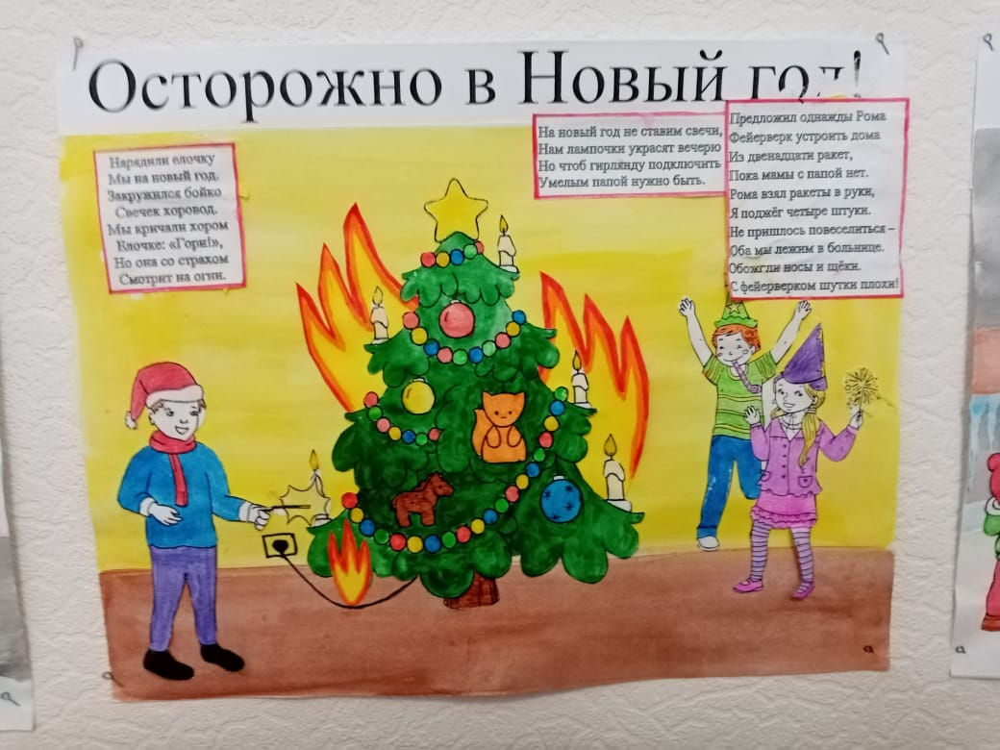 Осторожно в Новый год!
Нарядили елочку
Мы на новый год.
Закружился бойко
Свечек хоровод.
Мы кричали хором
Елочке: «Гори!»,
Но она со страхом
Смотрит на огни.
На новый год не ставим свечи,
Нам лампочки украсят вечерю
Но чтоб гирлянду подключить
Умелым папой нужно быть.
Предложил однажды Рома
Фейерверк устроить дома
Из двенадцати ракет,
Пока мамы с папой нет.
Рома взял ракеты в руки,
Я поджёг четыре штуки.
Не пришлось повеселиться –
Оба мы лежим в больнице.
Обожгли носы и щёки.
С фейерверком шутки плохи!